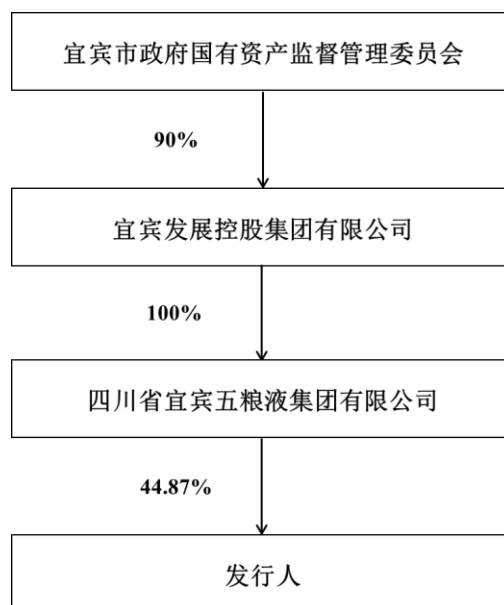 宜宾市政府国有资产监督管理委员会
90%
宜宾发展控股集团有限公司
100%
四川省宜宾五粮液集团有限公司
44.87%
发行人